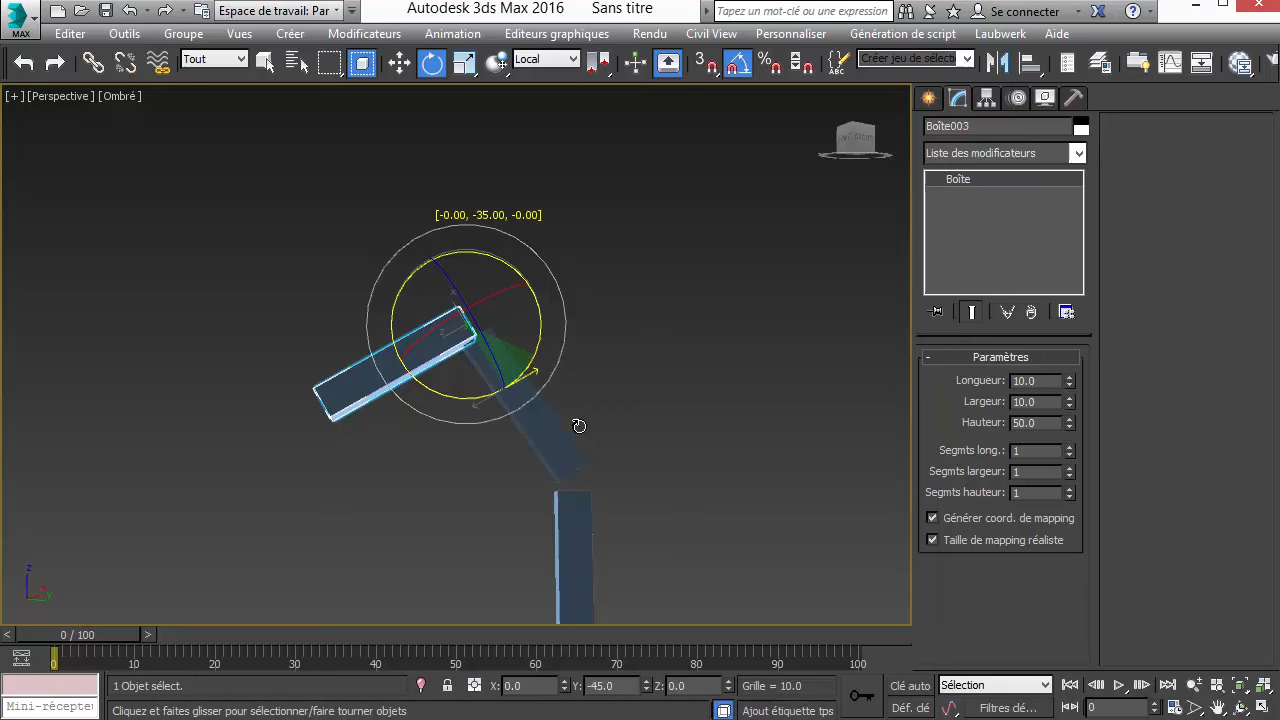 Espace de travail: Par
Autodesk 3ds Max 2016 Sans titre
Tapez un mot-clé ou une expression
Se connecter
MAX
Editer Outils Groupe Vues Créer Modificateurs Animation Editeurs graphiques Rendu Civil View Personnaliser Génération de script Laubwerk Aide
Tout
Local
3
%
ABC
Créer jeu de sélecti
[+] [Perspective ] [Ombré ]
[-0.00, -35.00, -0.00]
z
y
Boîte003
Liste des modificateurs
Boîte
- Paramètres
Longueur: 10.0
Largeur: 10.0
Hauteur: 50.0
Segmts long.: 1
Segmts largeur: 1
Segmts hauteur: 1
Générer coord. de mapping
Taille de mapping réaliste
< 0 / 100 >
0 10 20 30 40 50 60 70 80 90 100
1 Objet sélect.
X: 0.0 Y: -45.0 Z: 0.0
Grille = 10.0
Clé auto
Sélection
Mini-récepte
Cliquez et faites glisser pour sélectionner/faire tourner objets
Ajout étiquette tps
Déf. dé
Filtres clé...
0